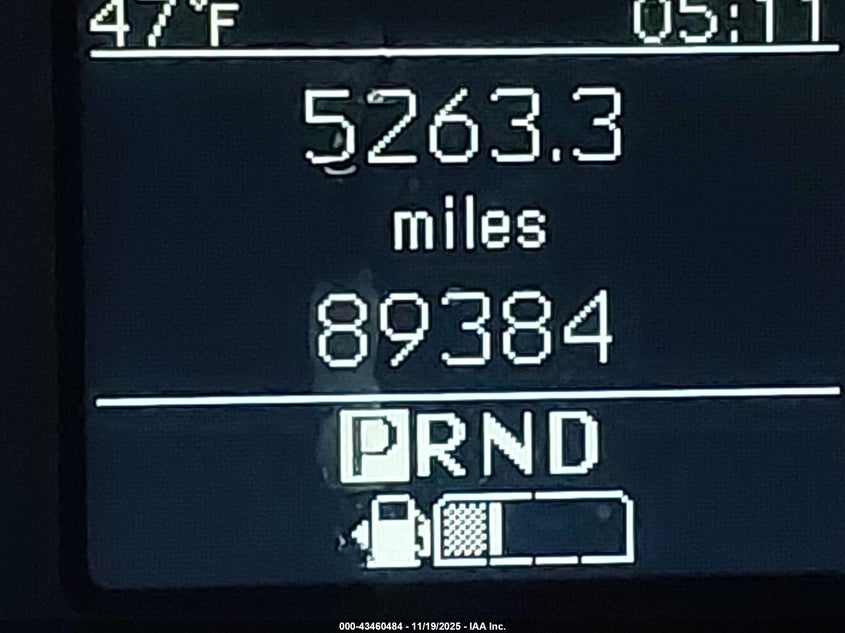 47°F 05:11
5263.3
miles
89384
PRND
000-43460484 - 11/19/2025 - IAA Inc.